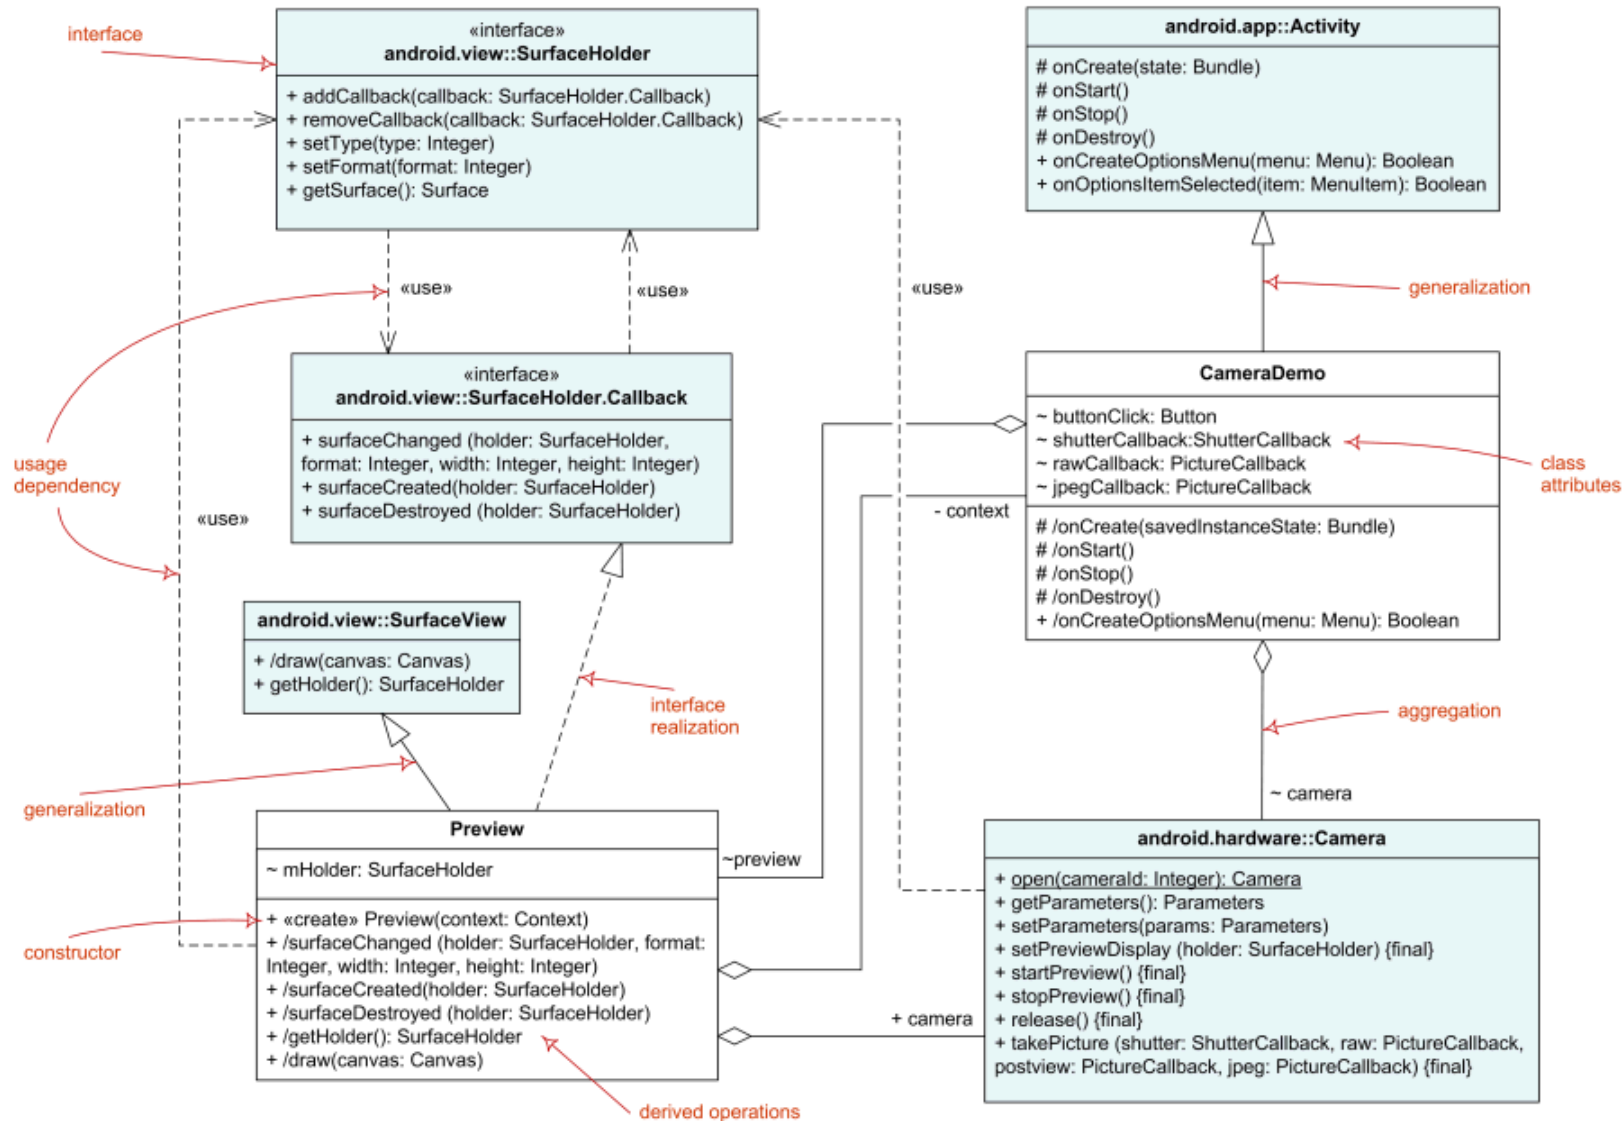 interface
«interface»
android.view::SurfaceHolder
+ addCallback(callback: SurfaceHolder.Callback)
+ removeCallback(callback: SurfaceHolder.Callback)
+ setType(type: Integer)
+ setFormat(format: Integer)
+ getSurface(): Surface
android.app::Activity
# onCreate(state: Bundle)
# onStart()
# onStop()
# onDestroy()
+ onCreateOptionsMenu(menu: Menu): Boolean
+ onOptionsItemSelected(item: MenuItem): Boolean
«use»
«use»
«use»
generalization
«interface»
android.view::SurfaceHolder.Callback
+ surfaceChanged (holder: SurfaceHolder,
format: Integer, width: Integer, height: Integer)
+ surfaceCreated(holder: SurfaceHolder)
+ surfaceDestroyed (holder: SurfaceHolder)
CameraDemo
~ buttonClick: Button
~ shutterCallback:ShutterCallback
~ rawCallback: PictureCallback
~ jpegCallback: PictureCallback
# /onCreate(savedInstanceState: Bundle)
# /onStart()
# /onStop()
# /onDestroy()
+ /onCreateOptionsMenu(menu: Menu): Boolean
class
attributes
usage
dependency
«use»
- context
android.view::SurfaceView
+ /draw(canvas: Canvas)
+ getHolder(): SurfaceHolder
interface
realization
aggregation
generalization
~ camera
Preview
~ mHolder: SurfaceHolder
+ «create» Preview(context: Context)
+ /surfaceChanged (holder: SurfaceHolder, format:
Integer, width: Integer, height: Integer)
+ /surfaceCreated(holder: SurfaceHolder)
+ /surfaceDestroyed (holder: SurfaceHolder)
+ /getHolder(): SurfaceHolder
+ /draw(canvas: Canvas)
~preview
constructor
+ camera
android.hardware::Camera
+ open(cameraId: Integer): Camera
+ getParameters(): Parameters
+ setParameters(params: Parameters)
+ setPreviewDisplay (holder: SurfaceHolder) {final}
+ startPreview() {final}
+ stopPreview() {final}
+ release() {final}
+ takePicture (shutter: ShutterCallback, raw: PictureCallback,
postview: PictureCallback, jpeg: PictureCallback) {final}
derived operations